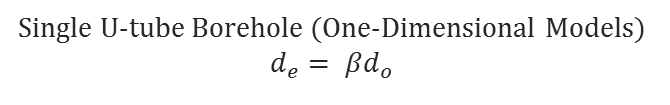 Single U-tube Borehole (One-Dimensional Models)
dₑ = βdₒ